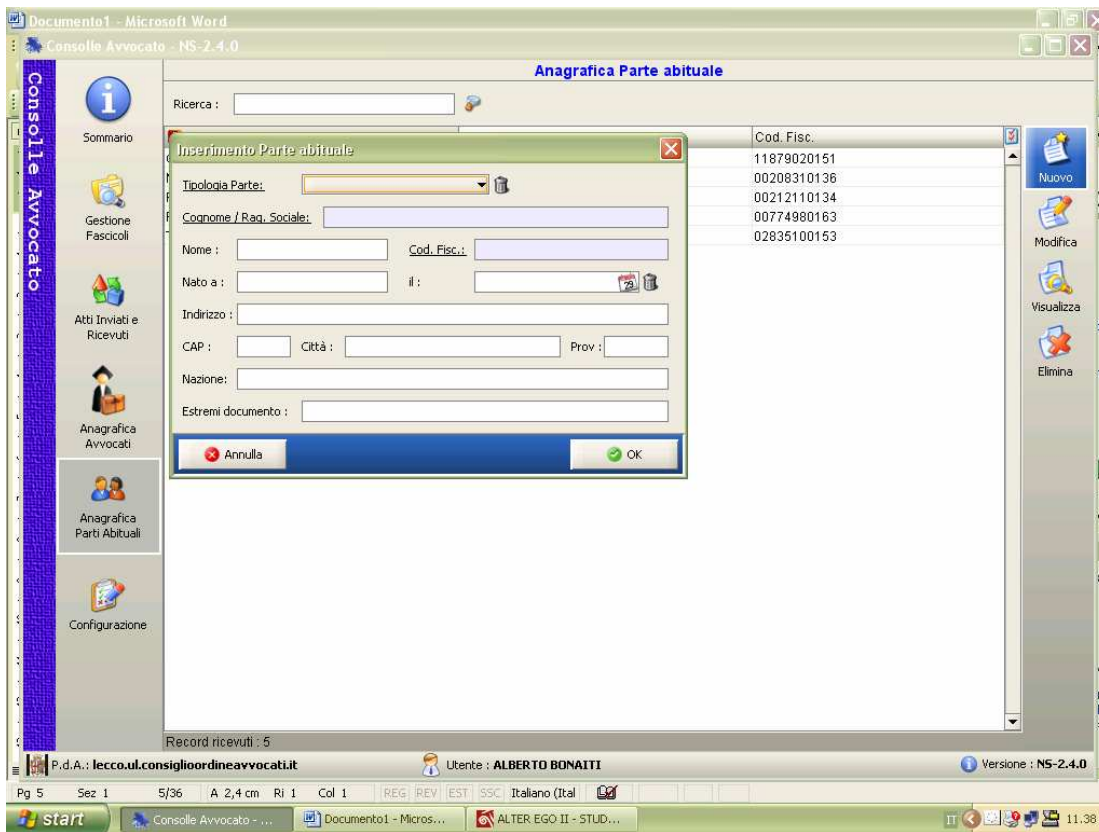 Documento1 - Microsoft Word
Consolle Avvocato - NS-2.4.0
Consolle Avvocato
Anagrafica Parte abituale
Ricerca :
Sommario
Gestione
Fascicoli
Atti Inviati e
Ricevuti
Anagrafica
Avvocati
Anagrafica
Parti Abituali
Configurazione
Cod. Fisc.
11879020151
00208310136
00212110134
00774980163
02835100153
Inserimento Parte abituale
Tipologia Parte:
Cognome / Rag. Sociale:
Nome :
Cod. Fisc.:
Nato a :
il :
Indirizzo :
CAP :
Città :
Prov :
Nazione:
Estremi documento :
Annulla
OK
Nuovo
Modifica
Visualizza
Elimina
Record ricevuti : 5
P.d.A.: lecco.ul.consiglioordineavvocati.it
Utente : ALBERTO BONAITI
Versione : NS-2.4.0
Pg 5 Sez 1 5/36 A 2,4 cm Ri 1 Col 1 REG REV EST SSC Italiano (Ital
start Consolle Avvocato - ... Documento1 - Micros... ALTER EGO II - STUD... IT 11.38